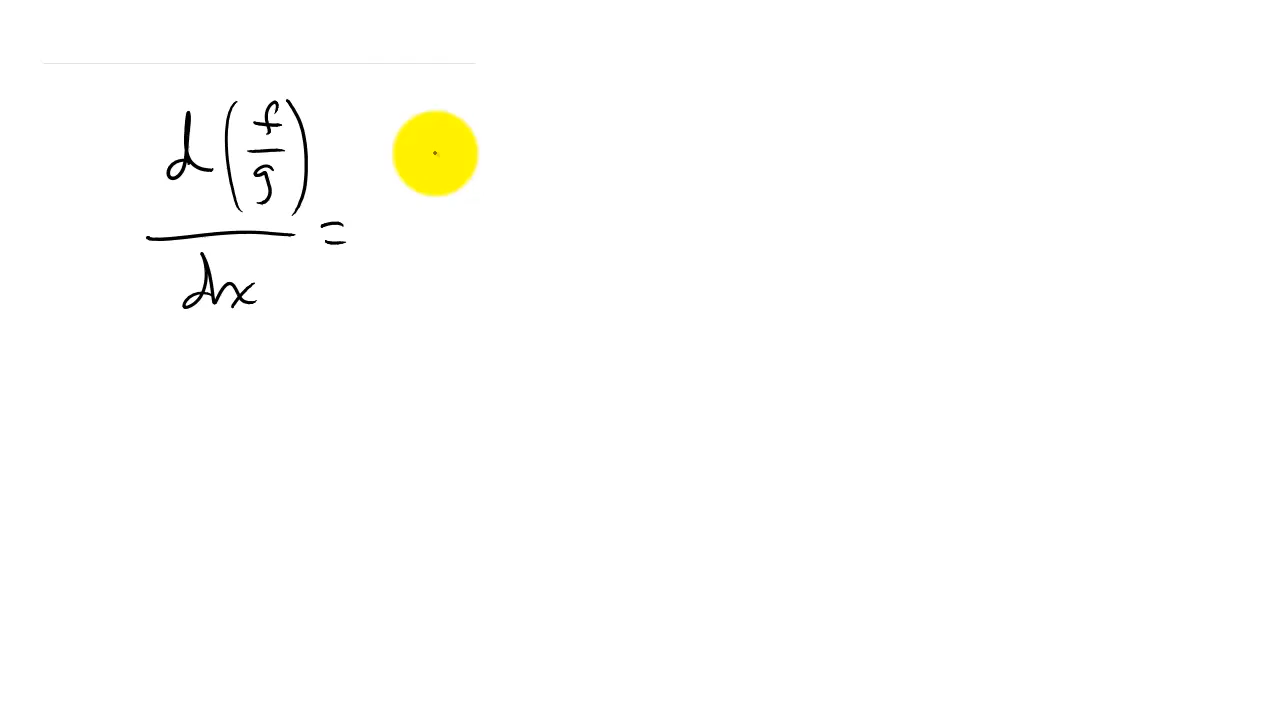 d(f/g)
/dx =